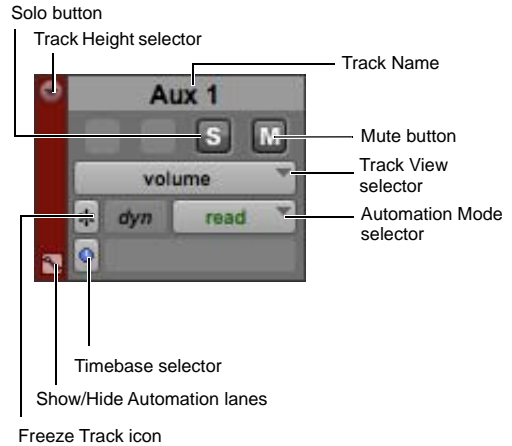 Solo button
Track Height selector
Track Name
Aux 1
S M
Mute button
volume
Track View
selector
dyn read
Automation Mode
selector
Timebase selector
Show/Hide Automation lanes
Freeze Track icon